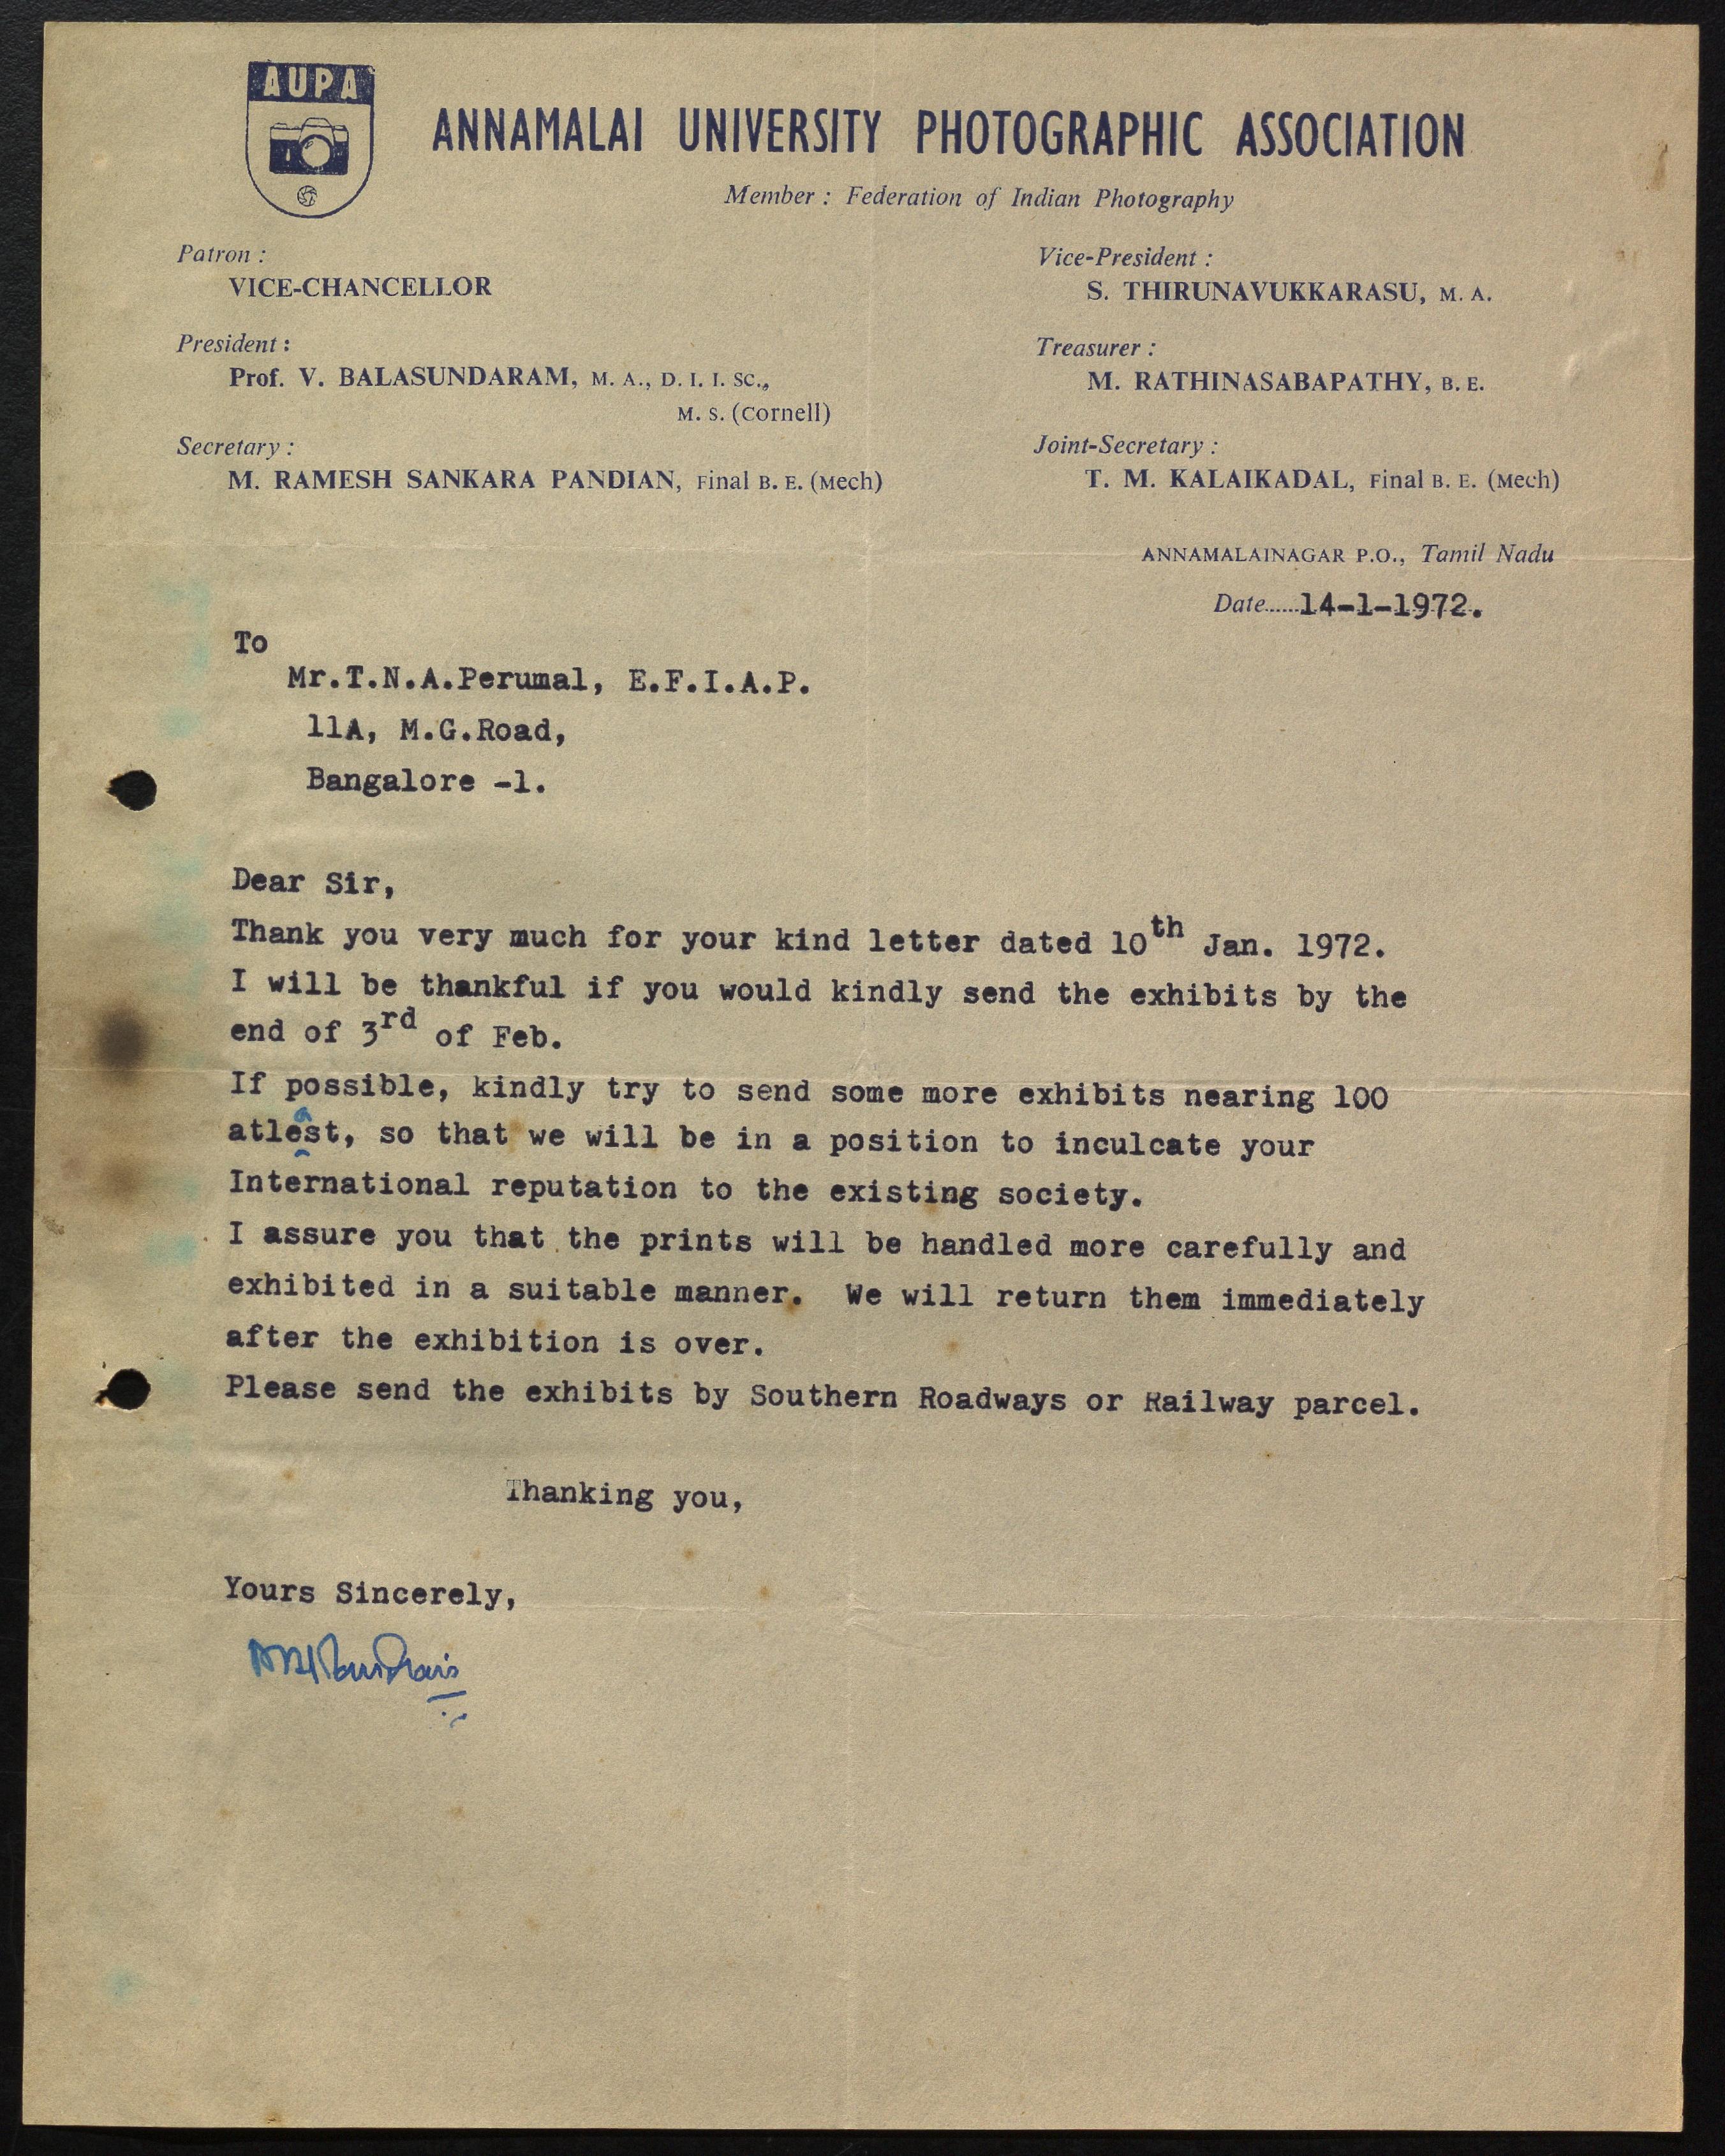 AUPA
ANNAMALAI UNIVERSITY PHOTOGRAPHIC ASSOCIATION
Member : Federation of Indian Photography
Patron :
VICE-CHANCELLOR
President :
Prof. V. BALASUNDARAM, M. A., D. I. I. SC.,
M. S. (Cornell)
Secretary :
M. RAMESH SANKARA PANDIAN, Final B. E. (Mech)
Vice-President :
S. THIRUNAVUKKARASU, M. A.
Treasurer :
M. RATHINASABAPATHY, B. E.
Joint-Secretary :
T. M. KALAIKADAL, Final B. E. (Mech)
ANNAMALAINAGAR P.O., Tamil Nadu
Date......14-1-1972.
To
Mr.T.N.A.Perumal, E.F.I.A.P.
11A, M.G.Road,
Bangalore -1.
Dear Sir,
Thank you very much for your kind letter dated 10th Jan. 1972.
I will be thankful if you would kindly send the exhibits by the
end of 3rd of Feb.
If possible, kindly try to send some more exhibits nearing 100
atleast, so that we will be in a position to inculcate your
International reputation to the existing society.
I assure you that the prints will be handled more carefully and
exhibited in a suitable manner. We will return them immediately
after the exhibition is over.
Please send the exhibits by Southern Roadways or Railway parcel.
Thanking you,
Yours Sincerely,